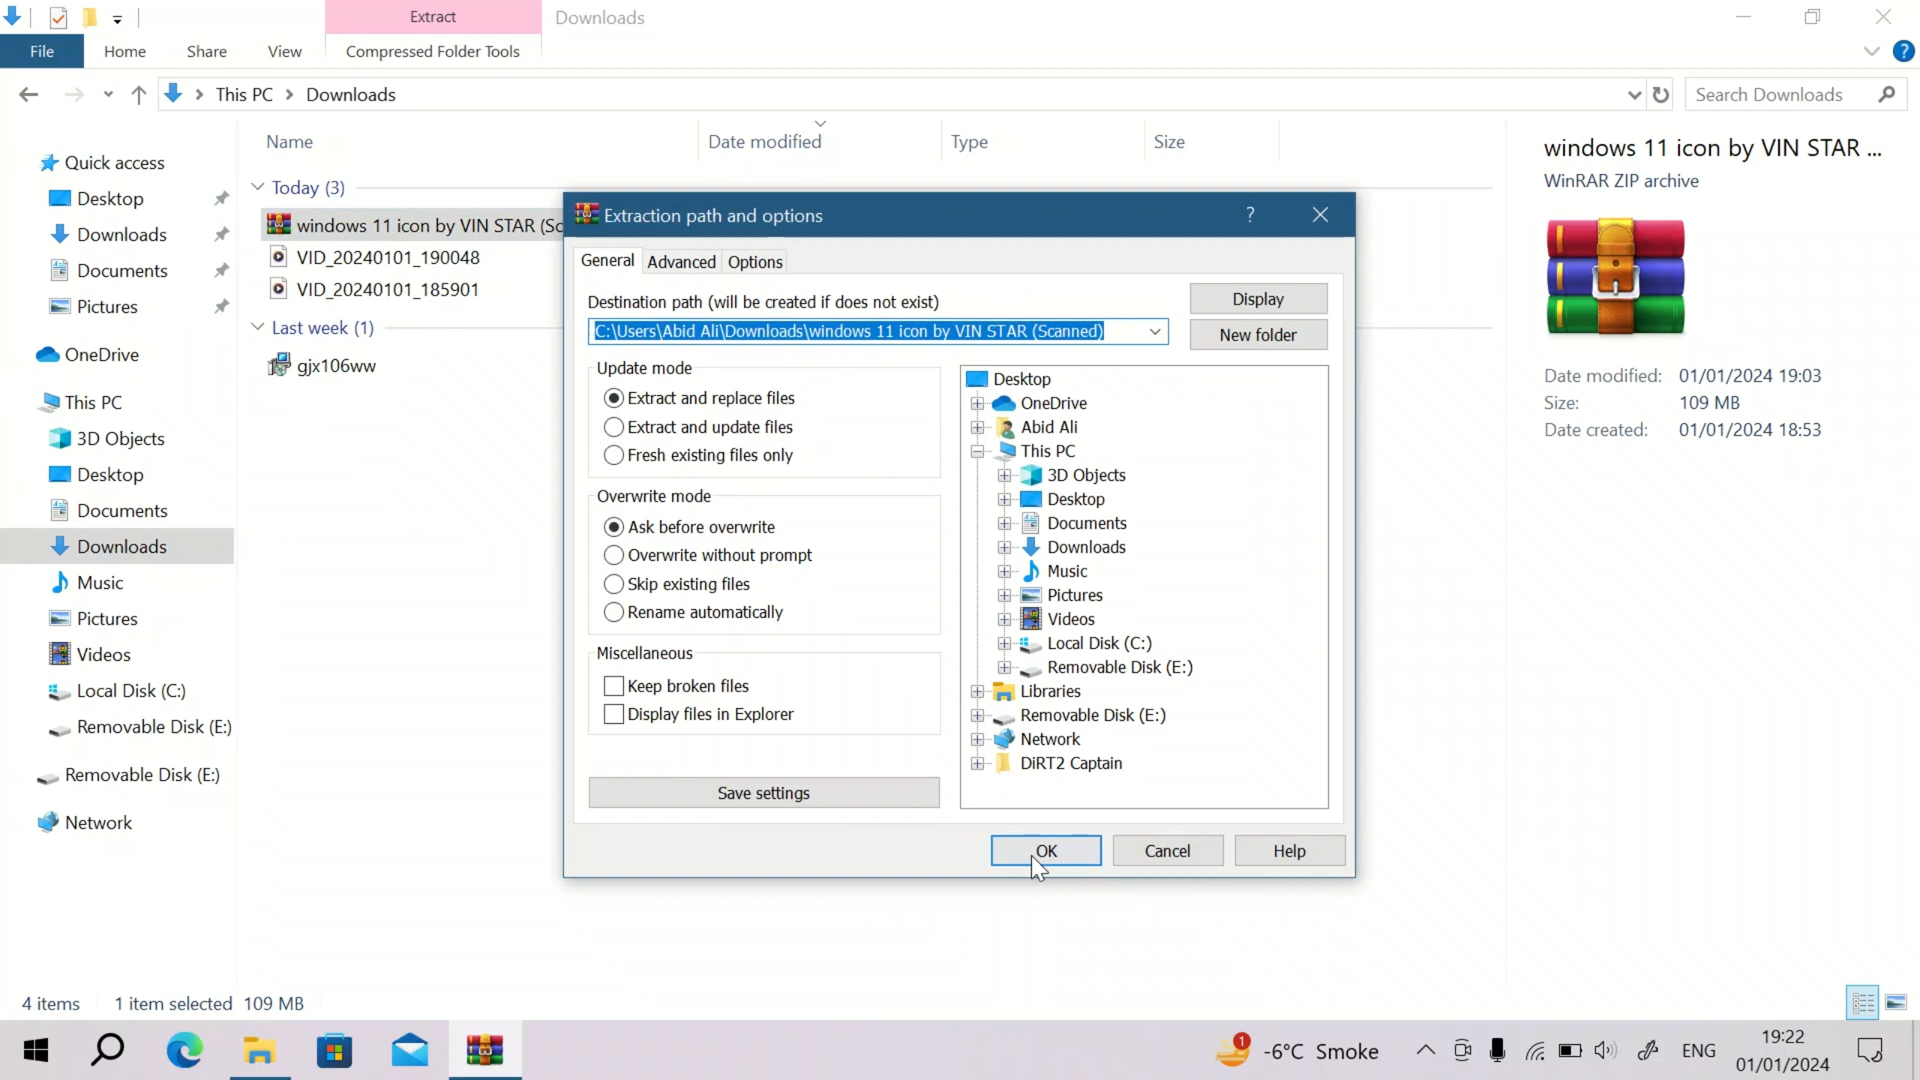 Extract
Downloads
File
Home
Share
View
Compressed Folder Tools
?
This PC
Downloads
Search Downloads
Name
Date modified
Type
Size
Quick access
Desktop
Downloads
Documents
Pictures
OneDrive
This PC
3D Objects
Desktop
Documents
Downloads
Music
Pictures
Videos
Local Disk (C:)
Removable Disk (E:)
Removable Disk (E:)
Network
Today (3)
windows 11 icon by VIN STAR (Sc
VID_20240101_190048
VID_20240101_185901
Last week (1)
gjx106ww
Extraction path and options
?
General
Advanced
Options
Destination path (will be created if does not exist)
C:\Users\Abid Ali\Downloads\windows 11 icon by VIN STAR (Scanned)
Display
New folder
Update mode
Extract and replace files
Extract and update files
Fresh existing files only
Overwrite mode
Ask before overwrite
Overwrite without prompt
Skip existing files
Rename automatically
Miscellaneous
Keep broken files
Display files in Explorer
Save settings
Desktop
OneDrive
Abid Ali
This PC
3D Objects
Desktop
Documents
Downloads
Music
Pictures
Videos
Local Disk (C:)
Removable Disk (E:)
Libraries
Removable Disk (E:)
Network
DiRT2 Captain
OK
Cancel
Help
windows 11 icon by VIN STAR ...
WinRAR ZIP archive
Date modified: 01/01/2024 19:03
Size: 109 MB
Date created: 01/01/2024 18:53
4 items
1 item selected 109 MB
1
-6°C Smoke
ENG
19:22
01/01/2024